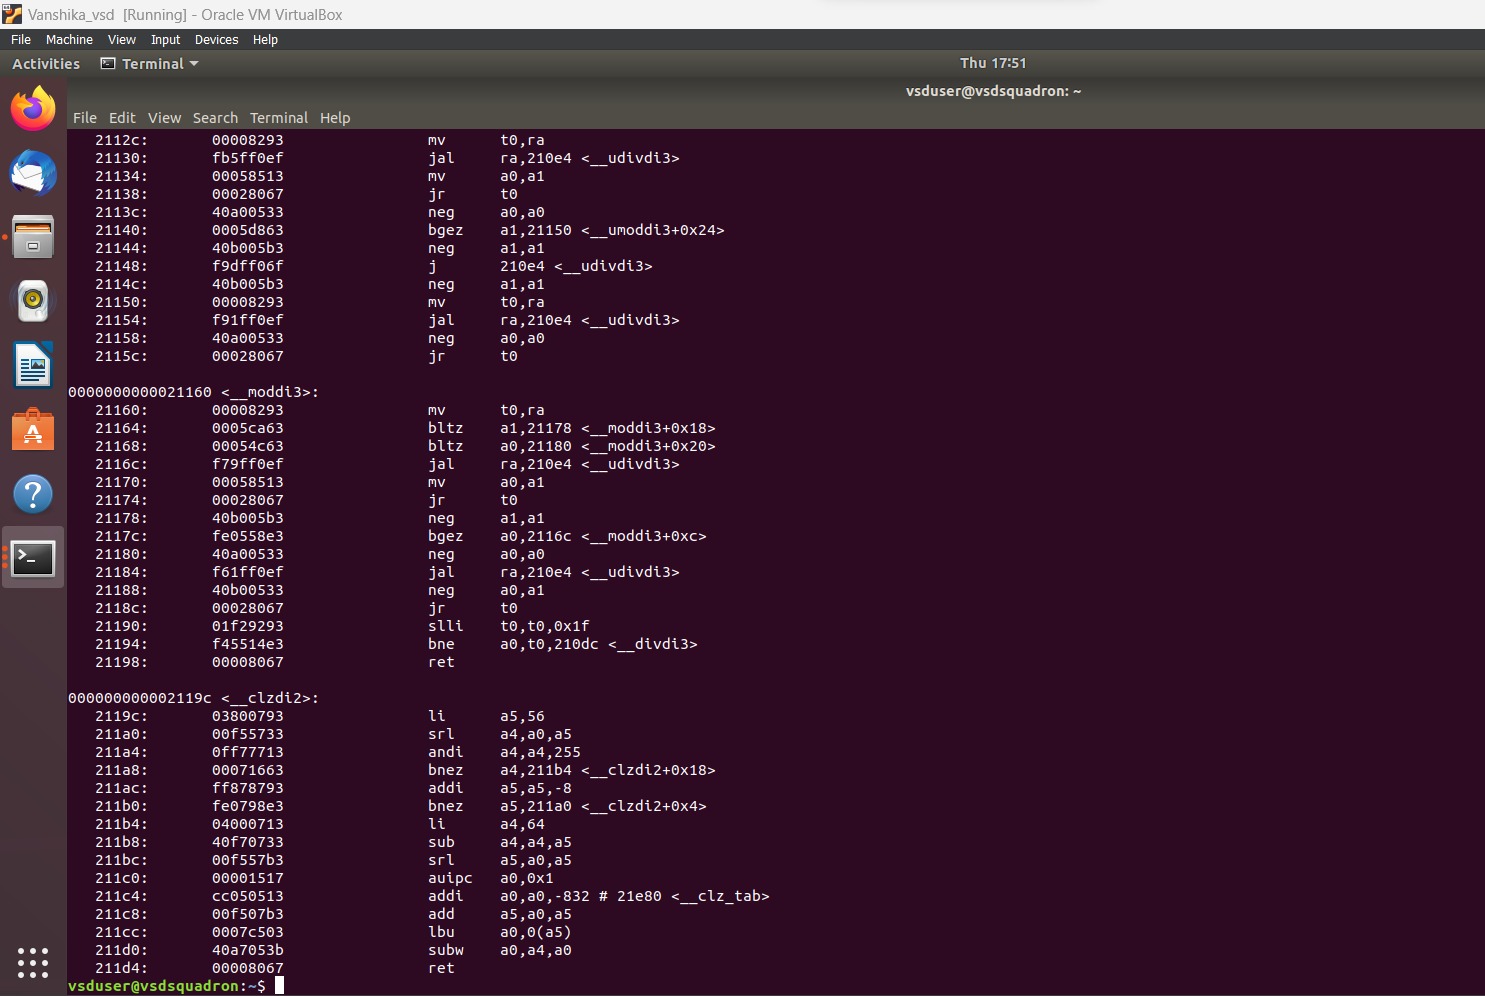 Vanshika_vsd [Running] - Oracle VM VirtualBox
File Machine View Input Devices Help
Activities Terminal Thu 17:51
vsduser@vsdsquadron: ~
File Edit View Search Terminal Help
2112c: 00008293 mv t0,ra
21130: fb5ff0ef jal ra,210e4 <__udivdi3>
21134: 00058513 mv a0,a1
21138: 00028067 jr t0
2113c: 40a00533 neg a0,a0
21140: 0005d863 bgez a1,21150 <__umoddi3+0x24>
21144: 40b005b3 neg a1,a1
21148: f9dff06f j 210e4 <__udivdi3>
2114c: 40b005b3 neg a1,a1
21150: 00008293 mv t0,ra
21154: f91ff0ef jal ra,210e4 <__udivdi3>
21158: 40a00533 neg a0,a0
2115c: 00028067 jr t0
0000000000021160 <__moddi3>:
21160: 00008293 mv t0,ra
21164: 0005ca63 bltz a1,21178 <__moddi3+0x18>
21168: 00054c63 bltz a0,21180 <__moddi3+0x20>
2116c: f79ff0ef jal ra,210e4 <__udivdi3>
21170: 00058513 mv a0,a1
21174: 00028067 jr t0
21178: 40b005b3 neg a1,a1
2117c: fe0558e3 bgez a0,2116c <__moddi3+0xc>
21180: 40a00533 neg a0,a0
21184: f61ff0ef jal ra,210e4 <__udivdi3>
21188: 40b00533 neg a0,a1
2118c: 00028067 jr t0
21190: 01f29293 slli t0,t0,0x1f
21194: f45514e3 bne a0,t0,210dc <__divdi3>
21198: 00008067 ret
000000000002119c <__clzdi2>:
2119c: 03800793 li a5,56
211a0: 00f55733 srl a4,a0,a5
211a4: 0ff77713 andi a4,a4,255
211a8: 00071663 bnez a4,211b4 <__clzdi2+0x18>
211ac: ff878793 addi a5,a5,-8
211b0: fe0798e3 bnez a5,211a0 <__clzdi2+0x4>
211b4: 04000713 li a4,64
211b8: 40f70733 sub a4,a4,a5
211bc: 00f557b3 srl a5,a0,a5
211c0: 00001517 auipc a0,0x1
211c4: cc050513 addi a0,a0,-832 # 21e80 <__clz_tab>
211c8: 00f507b3 add a5,a0,a5
211cc: 0007c503 lbu a0,0(a5)
211d0: 40a7053b subw a0,a4,a0
211d4: 00008067 ret
vsduser@vsdsquadron:~$